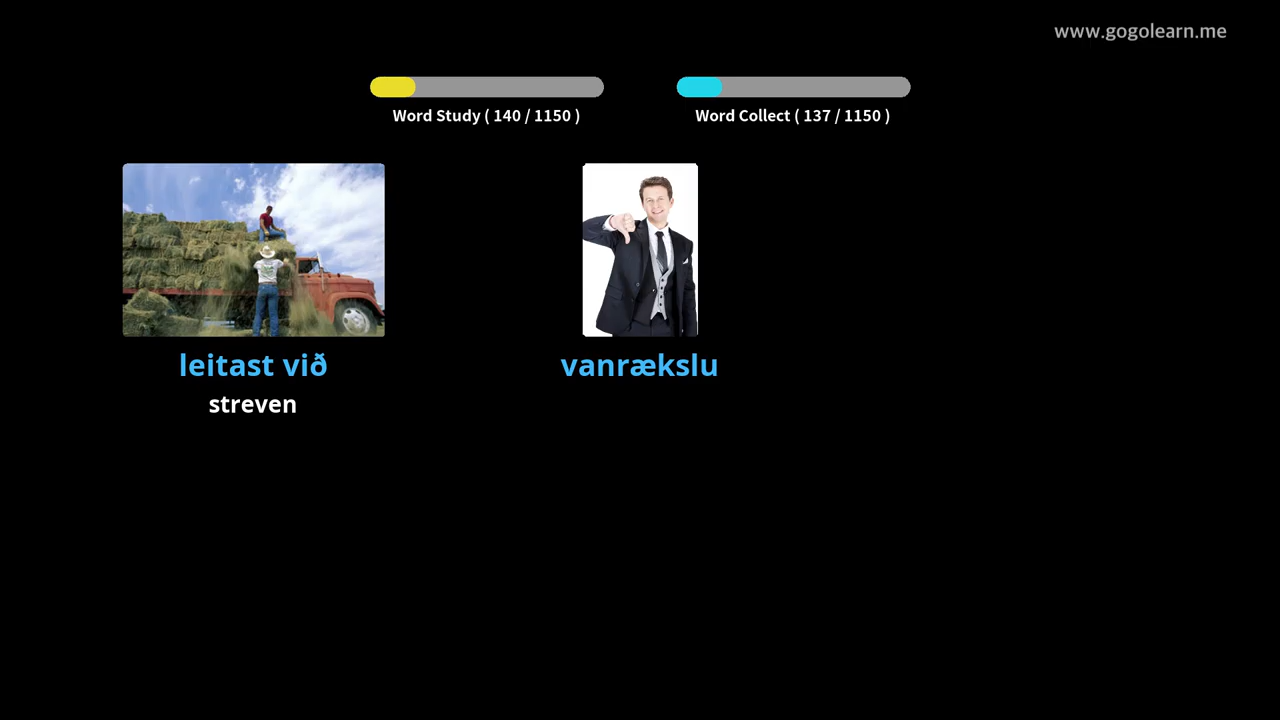 www.gogolearn.me
Word Study ( 140 / 1150 )
Word Collect ( 137 / 1150 )
leitast við
streven
vanrækslu